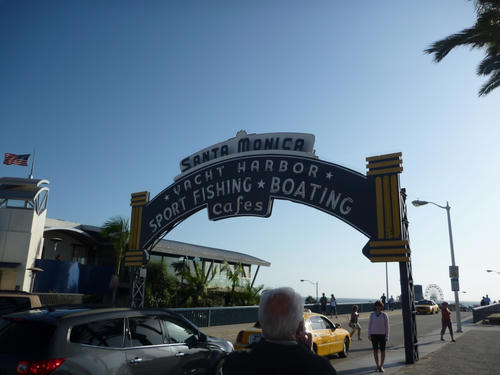 Santa Monica
★ YACHT HARBOR ★
SPORT FISHING ★ BOATING
Cafes